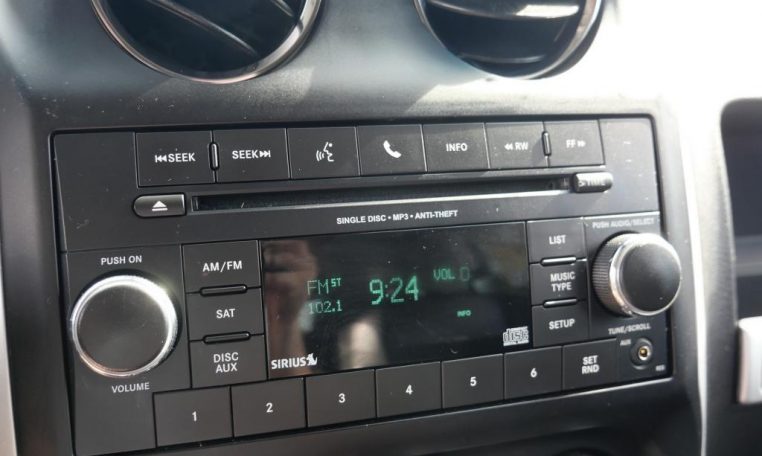 SEEK
SEEK
INFO
RW
FF
TIME
SINGLE DISC • MP3 • ANTI-THEFT
PUSH ON
VOLUME
AM/FM
SAT
DISC
AUX
FM ST
102.1
9:24
VOL 0
INFO
SIRIUS
disc
LIST
MUSIC
TYPE
SETUP
PUSH AUDIO/SELECT
TUNE/SCROLL
AUX
1
2
3
4
5
6
SET
RND